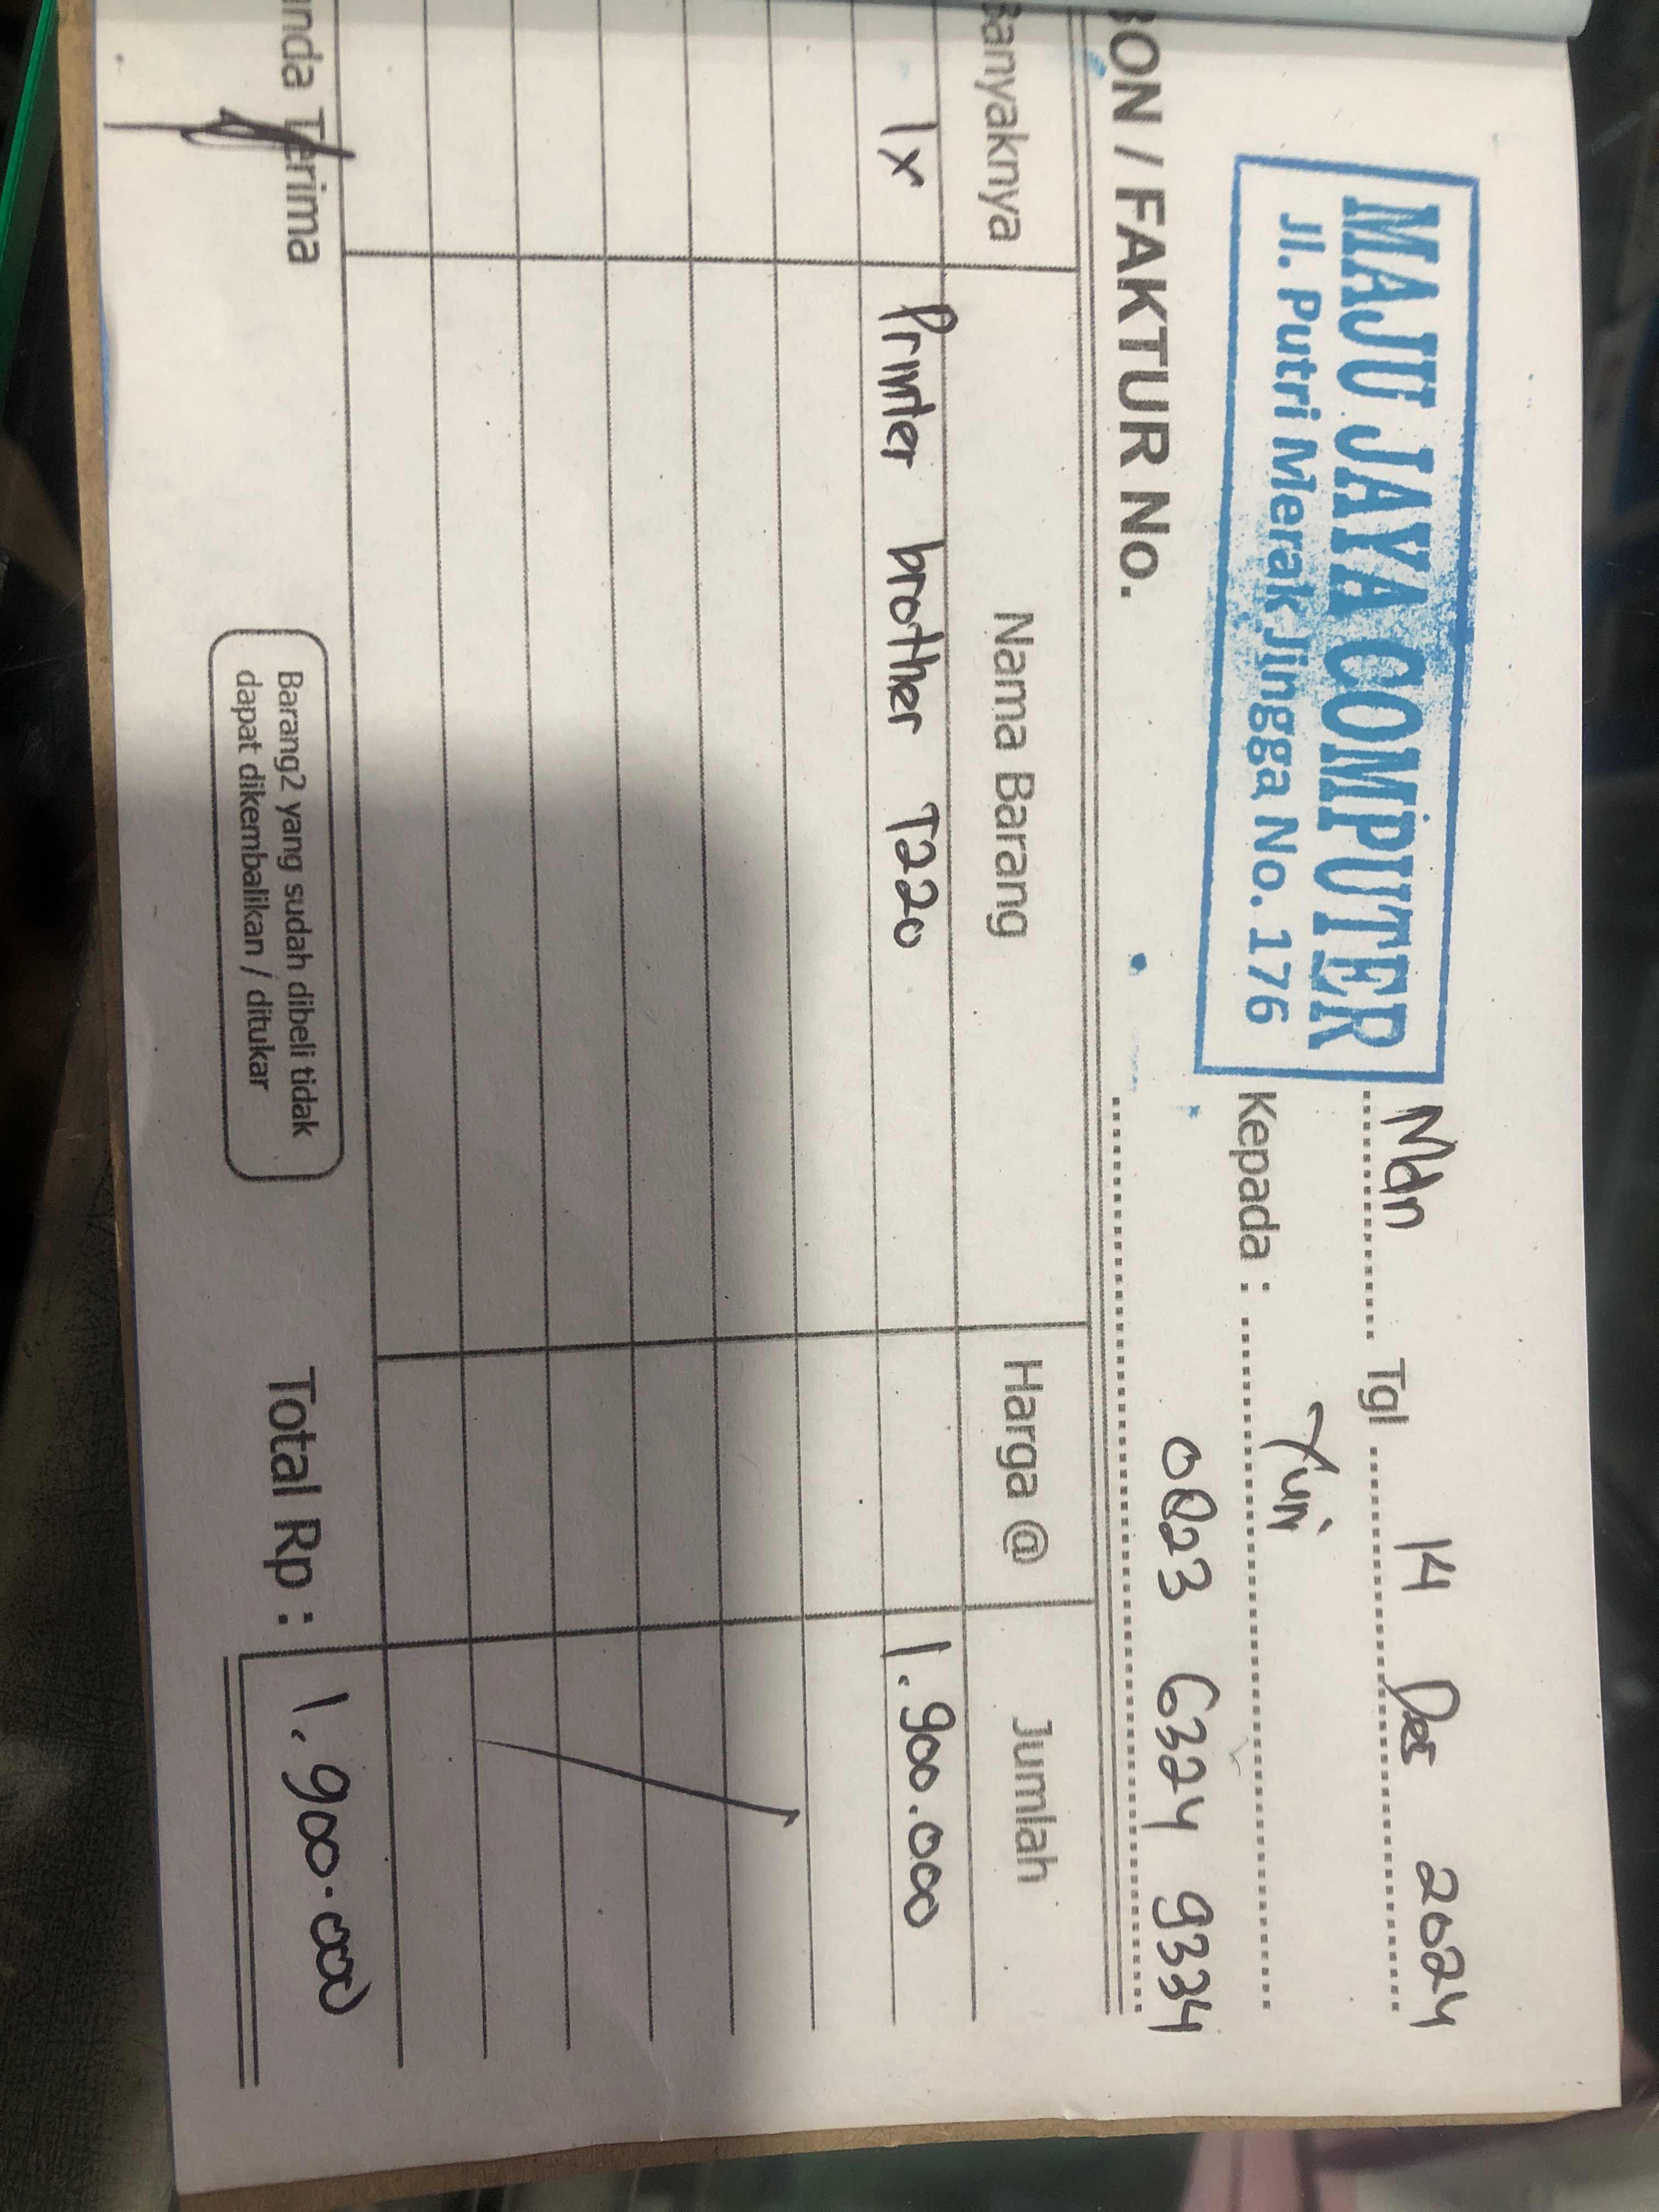 MAJU JAYA COMPUTER
Jl. Putri Merak Jingga No. 176
Mdn Tgl 14 Des 2024
Kepada : Yuni
0823 6324 9334
BON / FAKTUR No.
Banyaknya Nama Barang Harga @ Jumlah
1x Printer brother T220 1.900.000
anda Terima
Barang2 yang sudah dibeli tidak
dapat dikembalikan / ditukar
Total Rp : 1.900.000